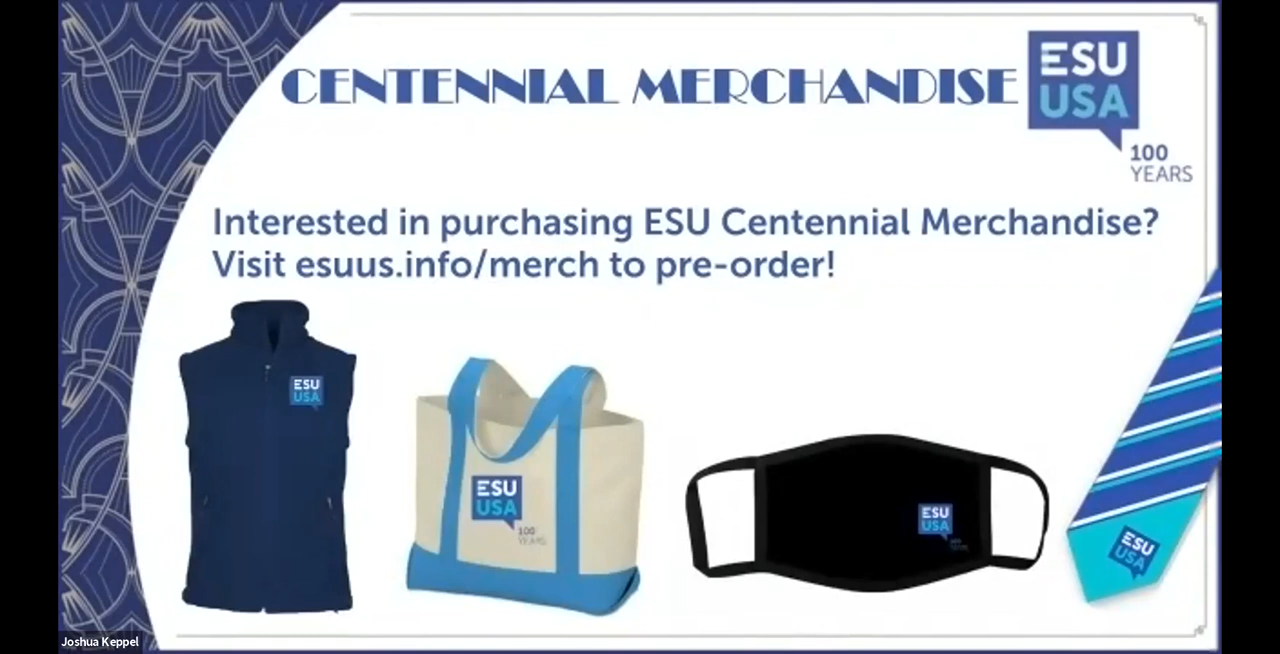 CENTENNIAL MERCHANDISE
ESU
USA
100
YEARS
Interested in purchasing ESU Centennial Merchandise?
Visit esuus.info/merch to pre-order!
ESU
USA
ESU
USA
100
YEARS
ESU
USA
ESU
USA
Joshua Keppel